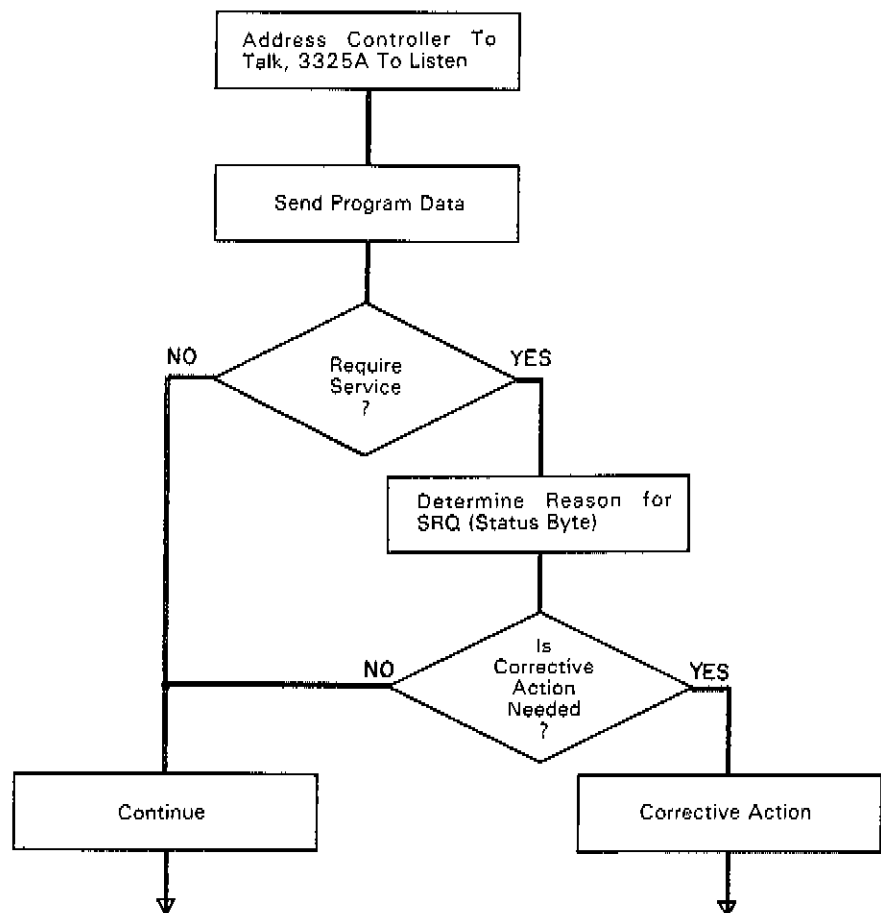 Address Controller To
Talk, 3325A To Listen
Send Program Data
NO
YES
Require
Service
?
Determine Reason for
SRQ (Status Byte)
NO
YES
Is
Corrective
Action
Needed
?
Continue
Corrective Action